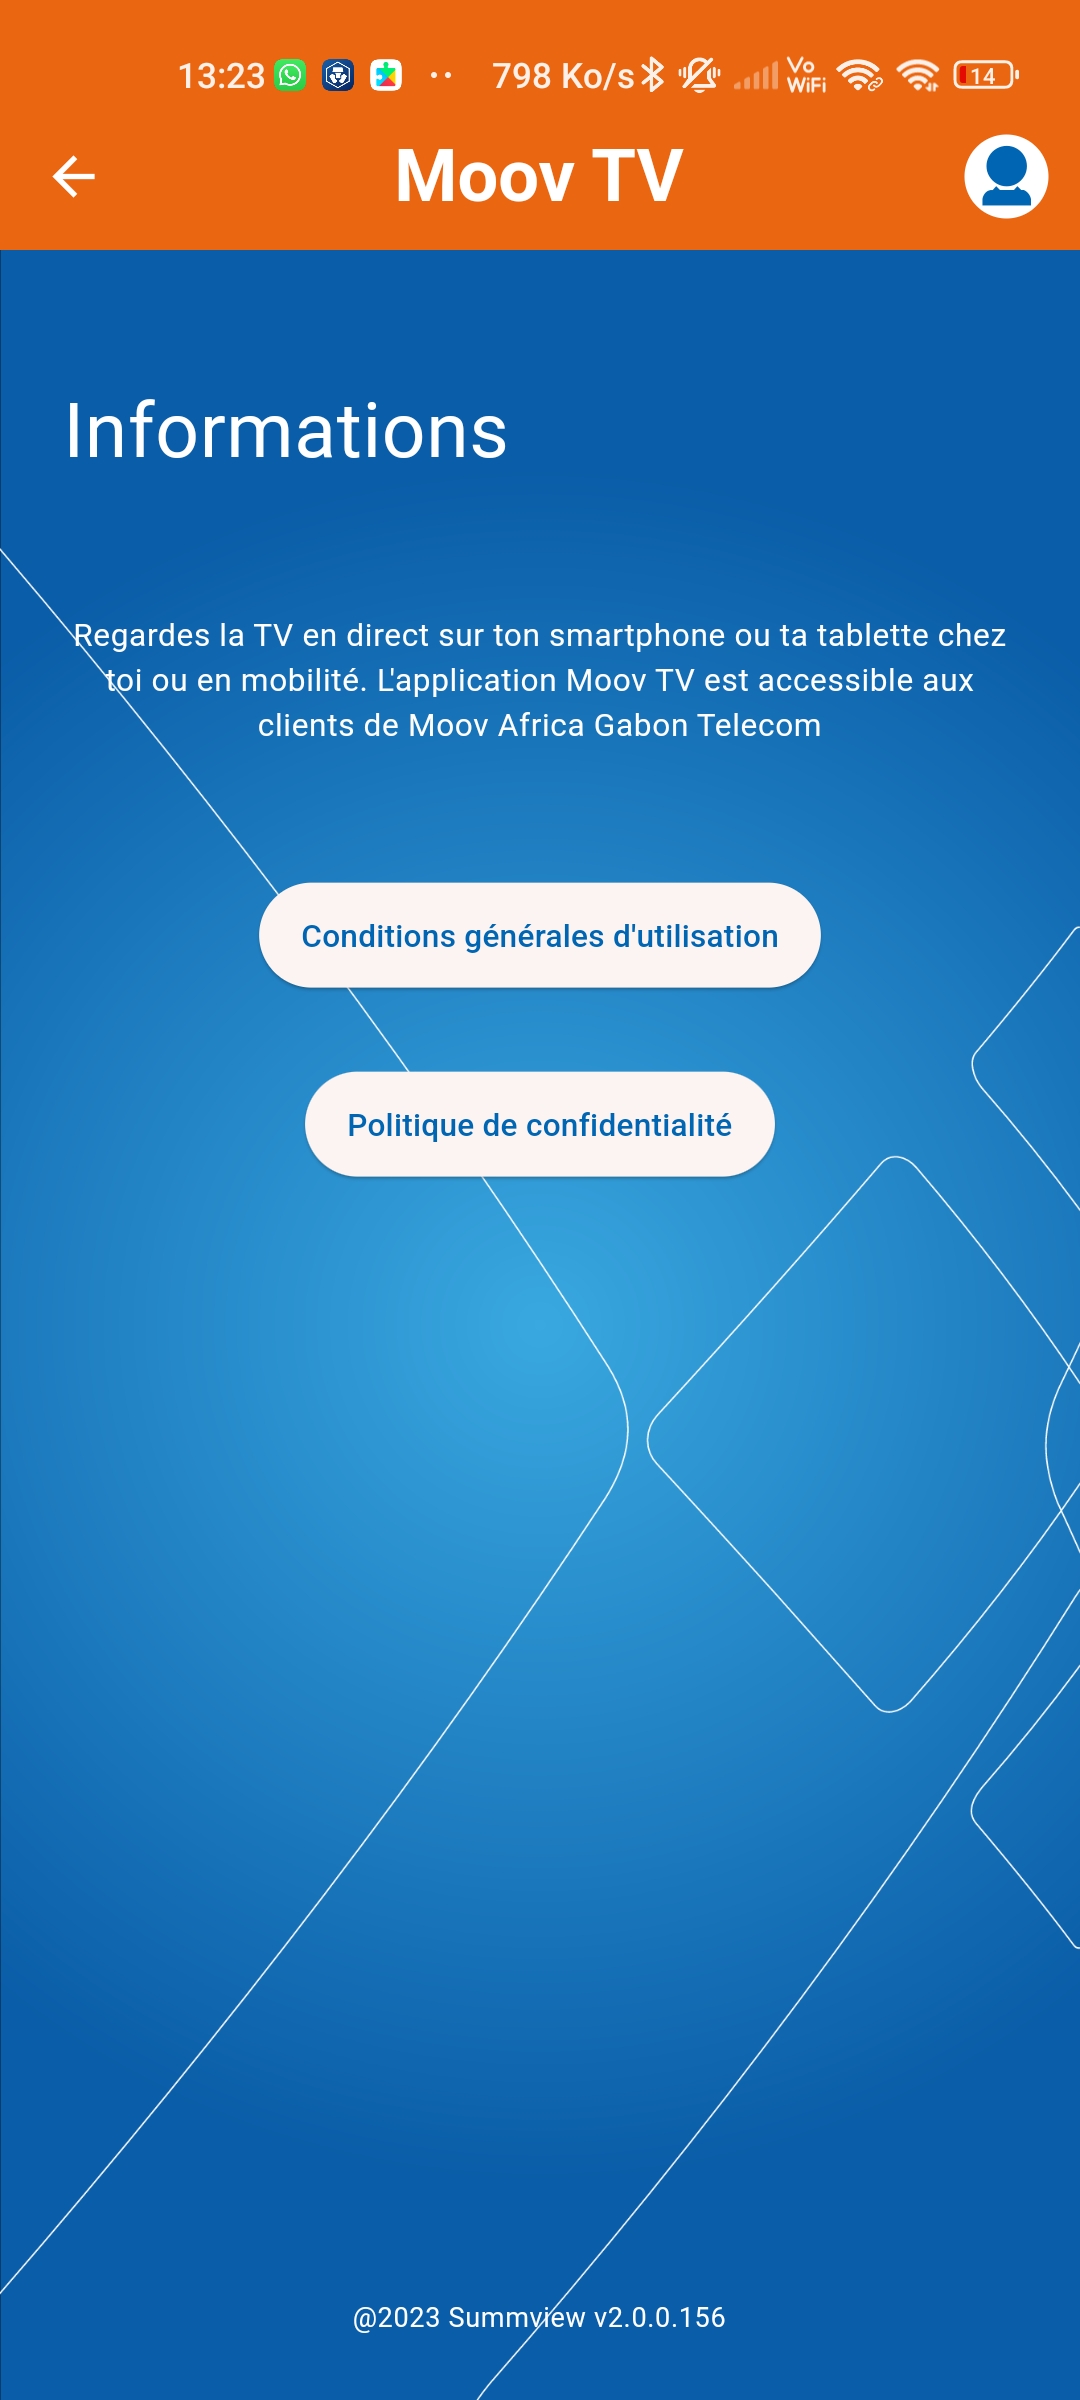 13:23 798 Ko/s Vo WiFi 14
Moov TV
Informations
Regardes la TV en direct sur ton smartphone ou ta tablette chez
toi ou en mobilité. L'application Moov TV est accessible aux
clients de Moov Africa Gabon Telecom
Conditions générales d'utilisation
Politique de confidentialité
@2023 Summview v2.0.0.156